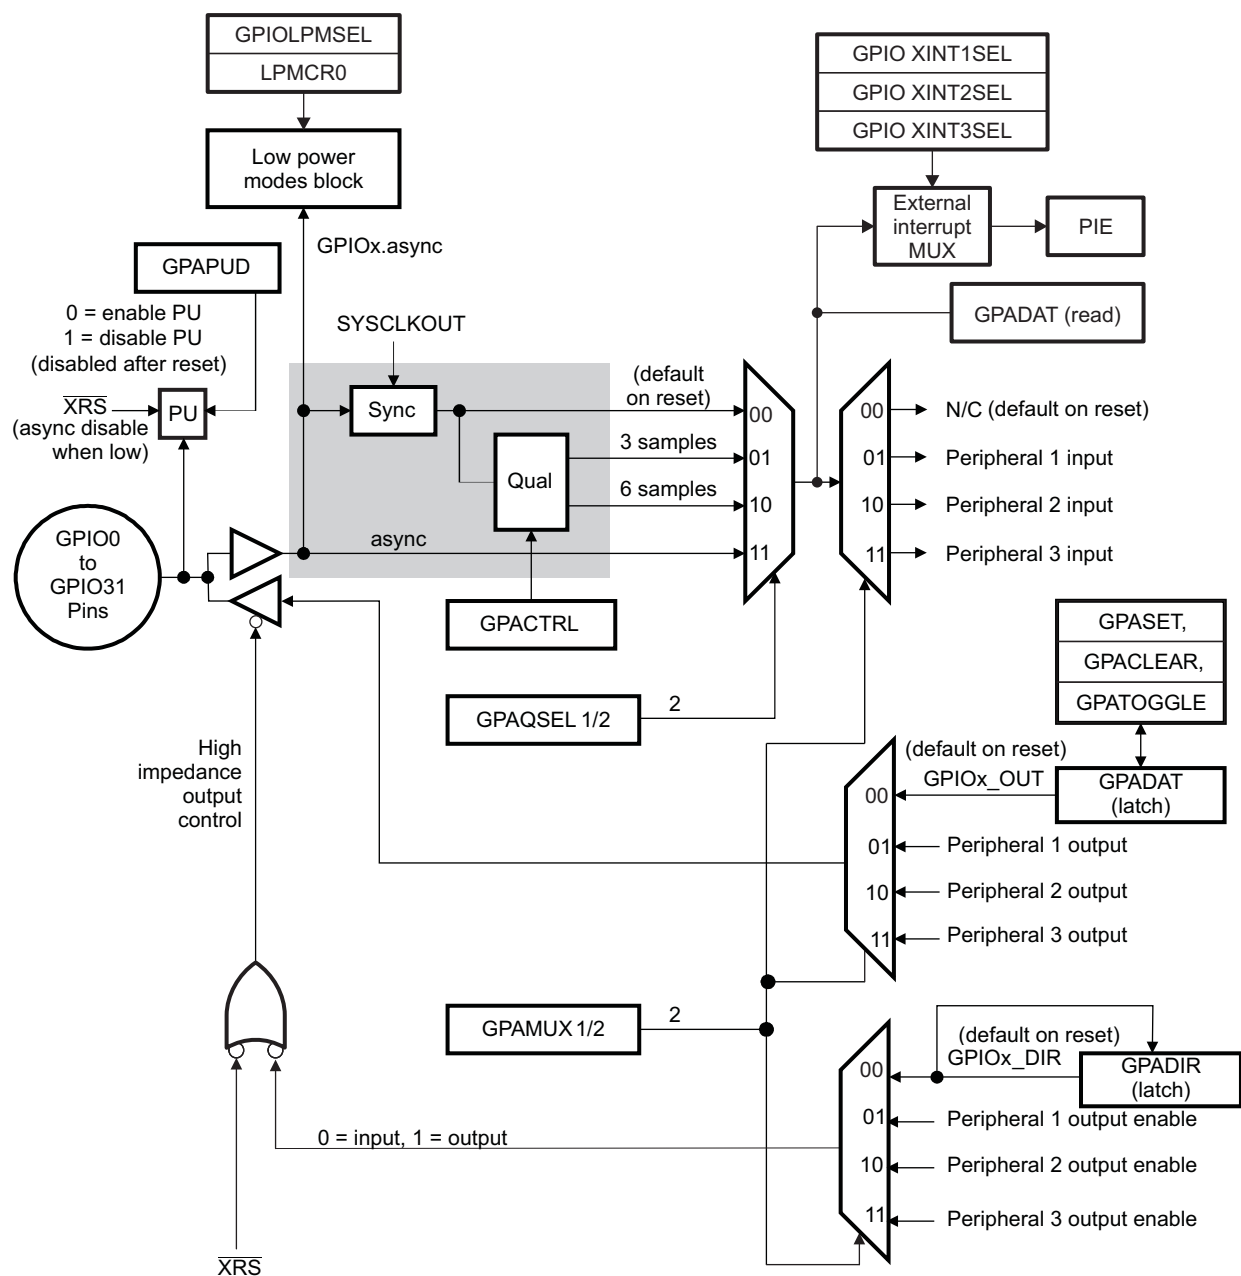 GPIOLPMSEL
LPMCR0
Low power
modes block
GPIO XINT1SEL
GPIO XINT2SEL
GPIO XINT3SEL
External
interrupt
MUX
PIE
GPIOx.async
GPAPUD
0 = enable PU
1 = disable PU
(disabled after reset)
SYSCLKOUT
GPADAT (read)
XRS
(async disable
when low)
PU
Sync
(default
on reset)
Qual
3 samples
6 samples
async
00
01
10
11
00
01
10
11
N/C (default on reset)
Peripheral 1 input
Peripheral 2 input
Peripheral 3 input
GPIO0
to
GPIO31
Pins
GPACTRL
GPASET,
GPACLEAR,
GPATOGGLE
GPAQSEL 1/2
2
High
impedance
output
control
(default on reset)
GPIOx_OUT
GPADAT
(latch)
00
01
10
11
Peripheral 1 output
Peripheral 2 output
Peripheral 3 output
GPAMUX 1/2
2
(default on reset)
GPIOx_DIR
GPADIR
(latch)
00
01
10
11
Peripheral 1 output enable
Peripheral 2 output enable
Peripheral 3 output enable
0 = input, 1 = output
XRS